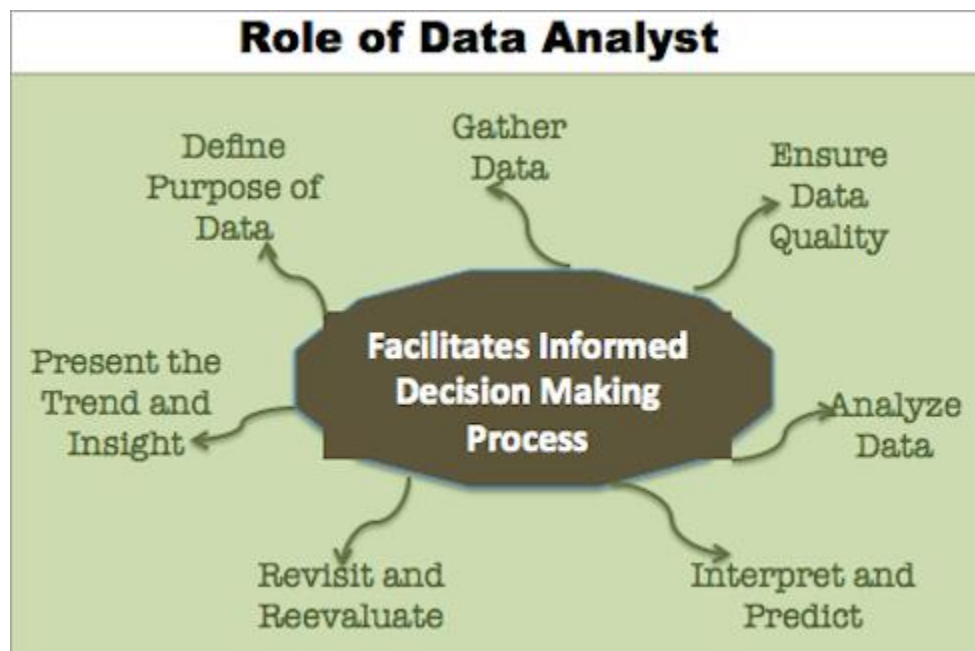 Role of Data Analyst
Define
Purpose of
Data
Gather
Data
Ensure
Data
Quality
Facilitates Informed
Decision Making
Process
Present the
Trend and
Insight
Analyze
Data
Revisit and
Reevaluate
Interpret and
Predict